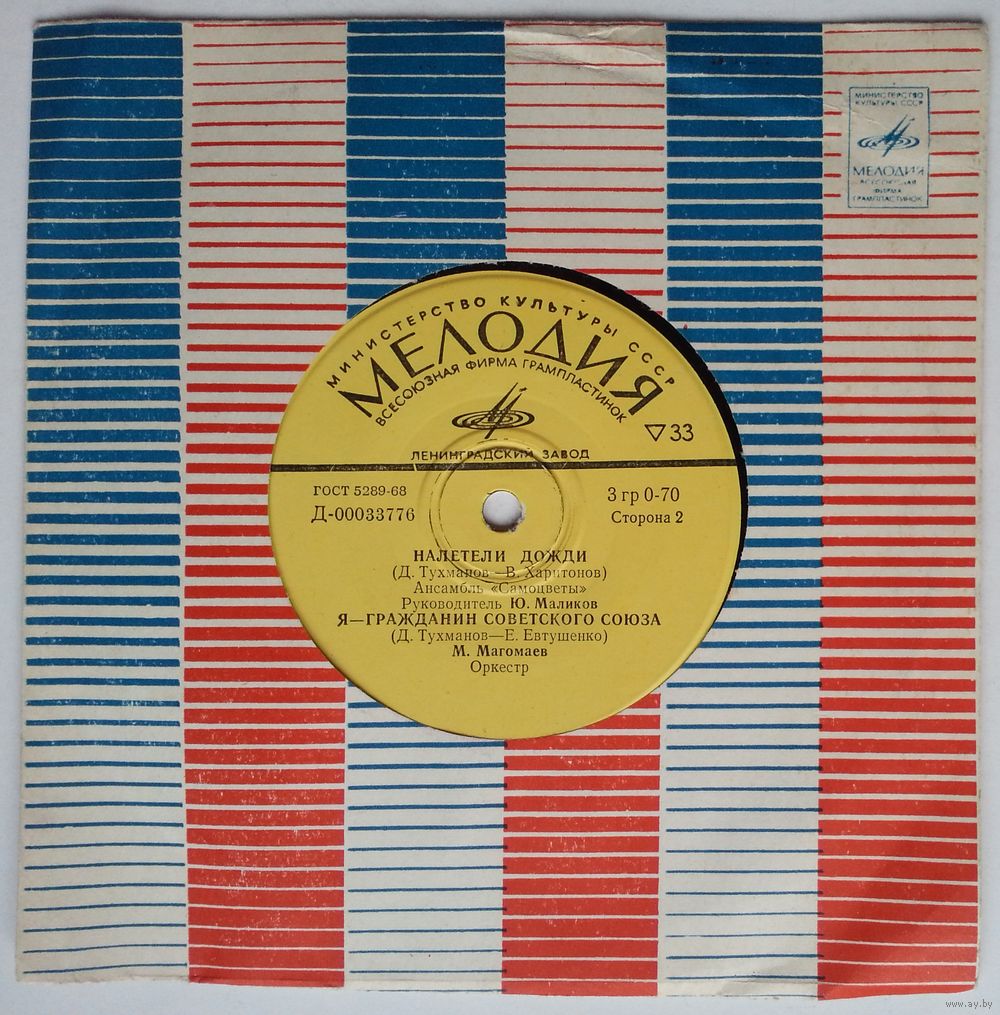 МИНИСТЕРСТВО
КУЛЬТУРЫ СССР
МЕЛОДИЯ
ВСЕСОЮЗНАЯ
ФИРМА
ГРАМПЛАСТИНОК
МИНИСТЕРСТВО КУЛЬТУРЫ СССР
МЕЛОДИЯ
ВСЕСОЮЗНАЯ ФИРМА ГРАМПЛАСТИНОК
33
ЛЕНИНГРАДСКИЙ ЗАВОД
ГОСТ 5289-68
Д-00033776
3 гр 0-70
Сторона 2
НАЛЕТЕЛИ ДОЖДИ
(Д. Тухманов—В. Харитонов)
Ансамбль «Самоцветы»
Руководитель Ю. Маликов
Я—ГРАЖДАНИН СОВЕТСКОГО СОЮЗА
(Д. Тухманов—Е. Евтушенко)
М. Магомаев
Оркестр
www.ay.by